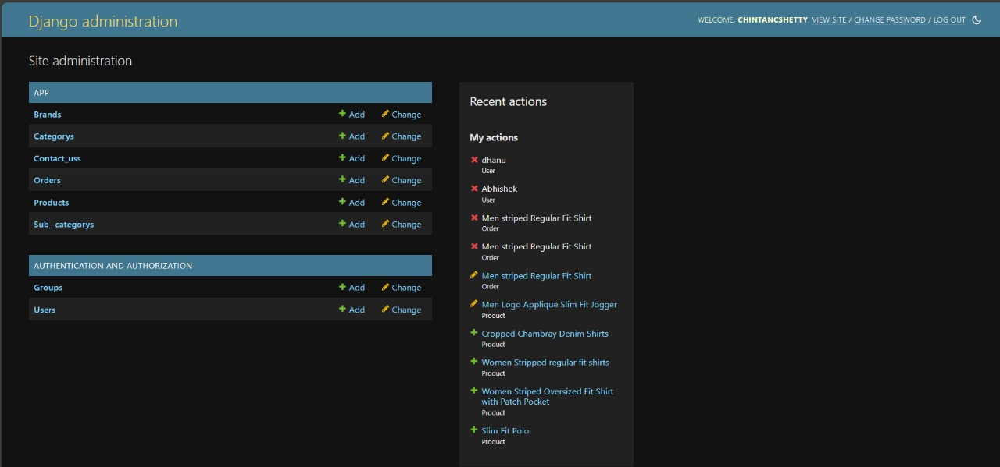 Django administration
WELCOME, CHINTANCSHETTY. VIEW SITE / CHANGE PASSWORD / LOG OUT
Site administration
APP
Brands Add Change
Categorys Add Change
Contact_uss Add Change
Orders Add Change
Products Add Change
Sub_ categorys Add Change
AUTHENTICATION AND AUTHORIZATION
Groups Add Change
Users Add Change
Recent actions
My actions
dhanu
User
Abhishek
User
Men striped Regular Fit Shirt
Order
Men striped Regular Fit Shirt
Order
Men striped Regular Fit Shirt
Order
Men Logo Applique Slim Fit Jogger
Product
Cropped Chambray Denim Shirts
Product
Women Stripped regular fit shirts
Product
Women Striped Oversized Fit Shirt
with Patch Pocket
Product
Slim Fit Polo
Product